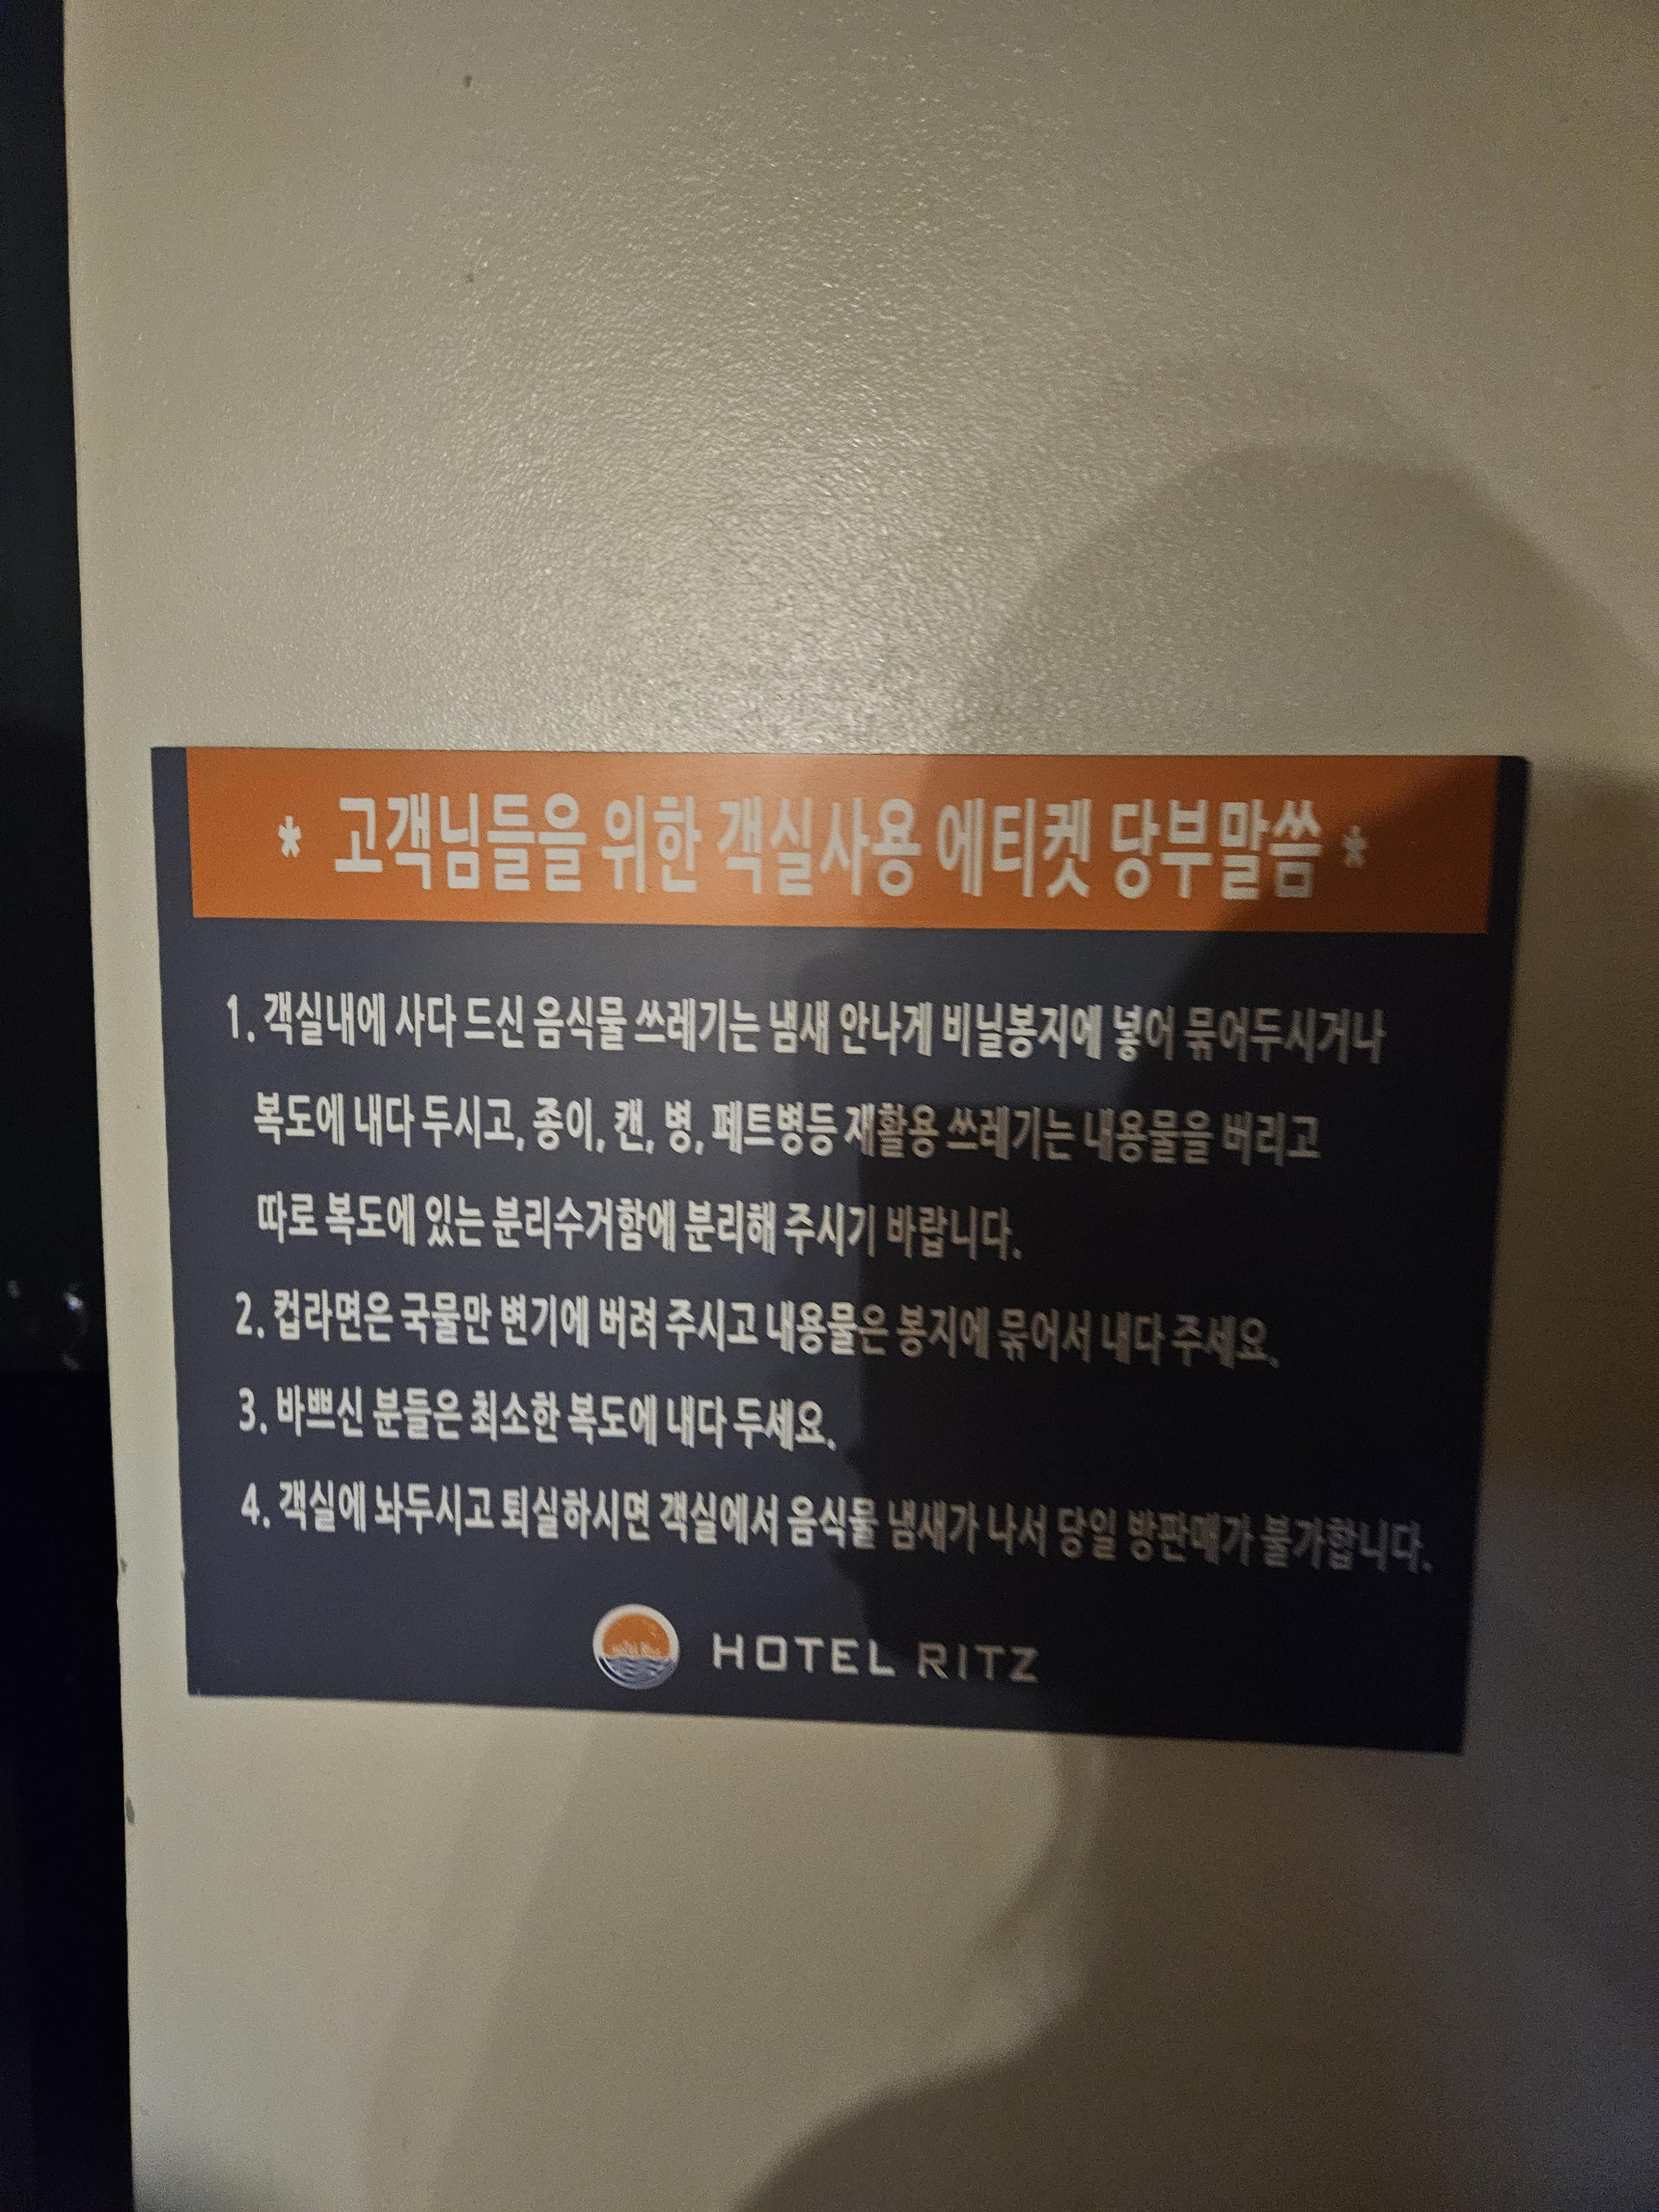 * 고객님들을 위한 객실사용 에티켓 당부말씀 *
1. 객실내에 사다 드신 음식물 쓰레기는 냄새 안나게 비닐봉지에 넣어 묶어두시거나
복도에 내다 두시고, 종이, 캔, 병, 페트병등 재활용 쓰레기는 내용물을 버리고
따로 복도에 있는 분리수거함에 분리해 주시기 바랍니다.
2. 컵라면은 국물만 변기에 버려 주시고 내용물은 봉지에 묶어서 내다 주세요.
3. 바쁘신 분들은 최소한 복도에 내다 두세요.
4. 객실에 놔두시고 퇴실하시면 객실에서 음식물 냄새가 나서 당일 방판매가 불가합니다.
HOTEL RITZ